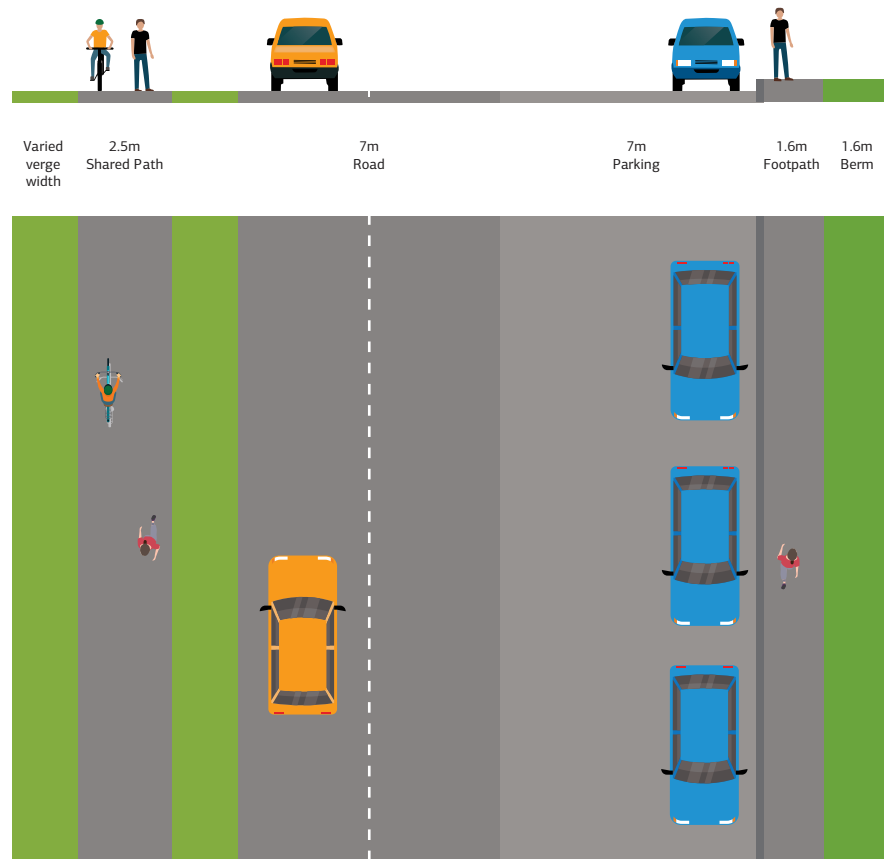 Varied
verge
width
2.5m
Shared Path
7m
Road
7m
Parking
1.6m
Footpath
1.6m
Berm